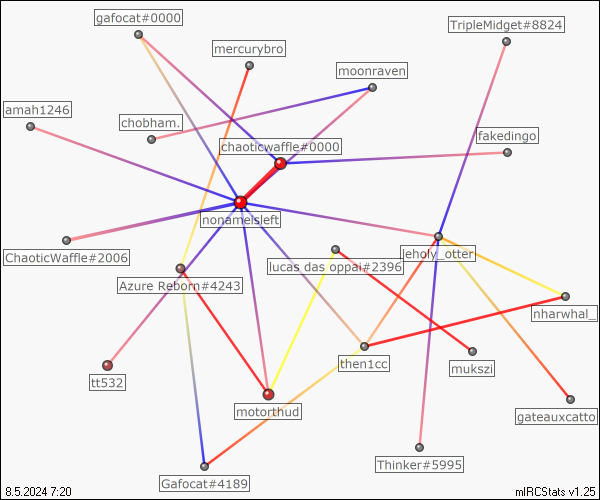 gafocat#0000
TripleMidget#8824
mercurybro
moonraven
amah1246
chobham.
fakedingo
chaoticwaffle#0000
nonameisleft
ChaoticWaffle#2006
leholy_otter
lucas das oppai#2396
Azure Reborn#4243
nharwhal_
then1cc
mukszi
tt532
motorthud
gateauxcatto
Thinker#5995
Gafocat#4189
8.5.2024 7:20
mIRCStats v1.25